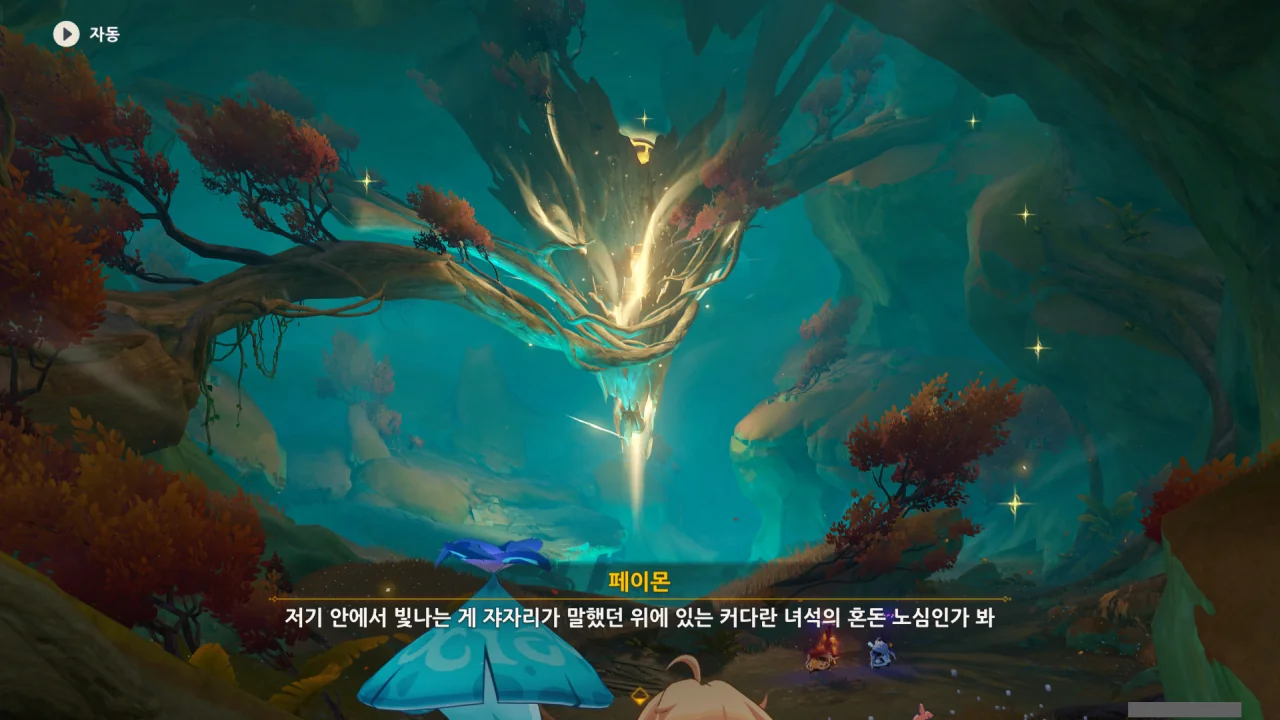 자동
페이몬
저기 안에서 빛나는 게 쟈자리가 말했던 위에 있는 커다란 녀석의 혼돈 노심인가 봐